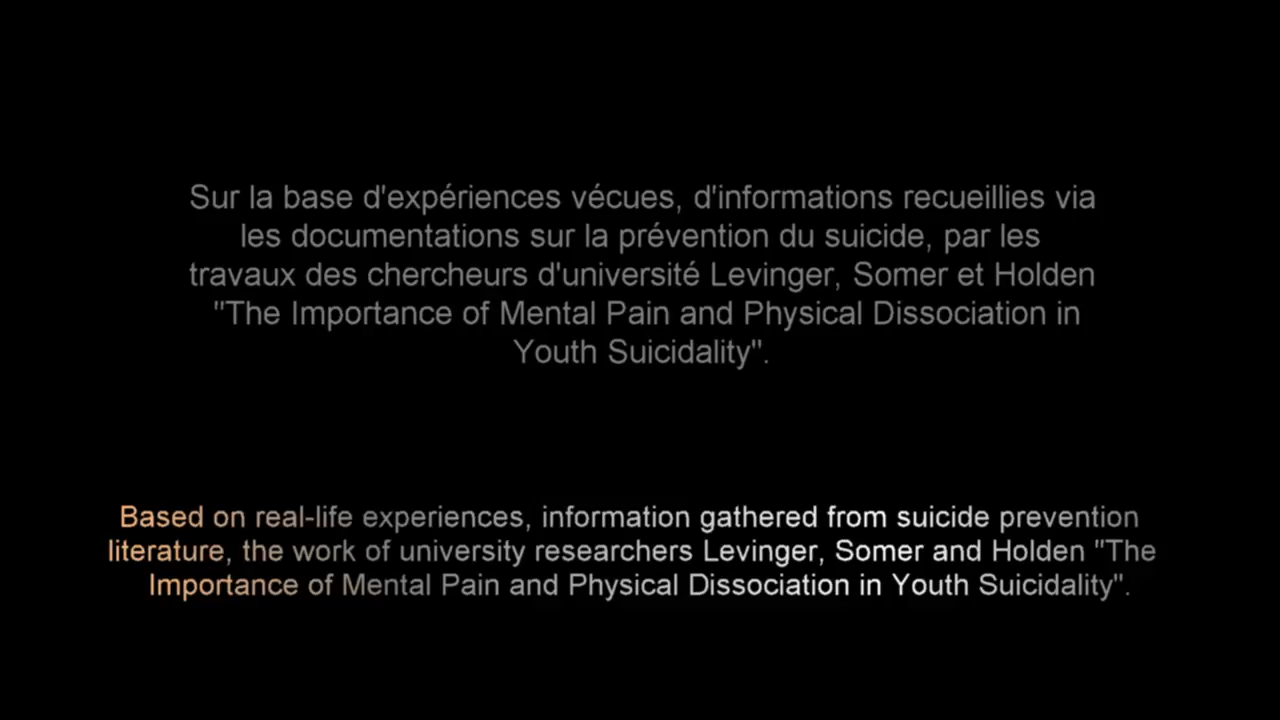 Sur la base d'expériences vécues, d'informations recueillies via
les documentations sur la prévention du suicide, par les
travaux des chercheurs d'université Levinger, Somer et Holden
"The Importance of Mental Pain and Physical Dissociation in
Youth Suicidality".
Based on real-life experiences, information gathered from suicide prevention
literature, the work of university researchers Levinger, Somer and Holden "The
Importance of Mental Pain and Physical Dissociation in Youth Suicidality".